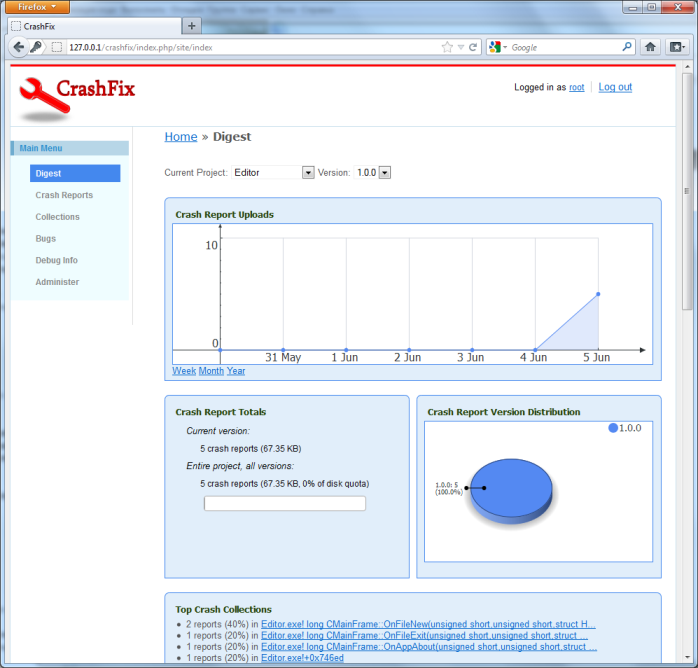 Firefox
CrashFix
127.0.0.1/crashfix/index.php/site/index
Google
CrashFix
Logged in as root | Log out
Main Menu
Digest
Crash Reports
Collections
Bugs
Debug Info
Administer
Home » Digest
Current Project: Editor Version: 1.0.0
Crash Report Uploads
10
0
31 May 1 Jun 2 Jun 3 Jun 4 Jun 5 Jun
Week Month Year
Crash Report Totals
Current version:
5 crash reports (67.35 KB)
Entire project, all versions:
5 crash reports (67.35 KB, 0% of disk quota)
Crash Report Version Distribution
1.0.0
1.0.0: 5
(100.0%)
Top Crash Collections
2 reports (40%) in Editor.exe! long CMainFrame::OnFileNew(unsigned short,unsigned short,struct H...
1 reports (20%) in Editor.exe! long CMainFrame::OnFileExit(unsigned short,unsigned short,struct ...
1 reports (20%) in Editor.exe! long CMainFrame::OnAppAbout(unsigned short,unsigned short,struct ...
1 reports (20%) in Editor.exe!+0x746ed